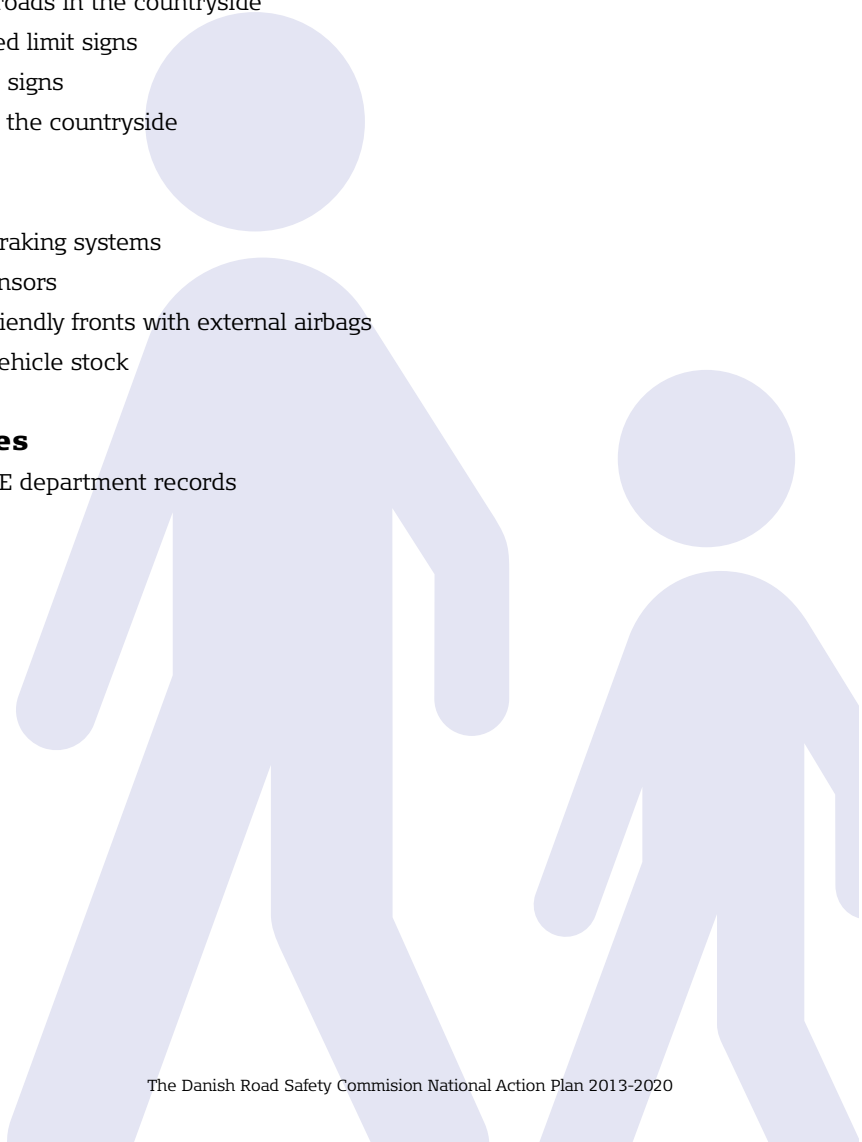 roads in the countryside
ed limit signs
signs
the countryside
raking systems
nsors
iendly fronts with external airbags
ehicle stock
es
E department records
The Danish Road Safety Commision National Action Plan 2013-2020